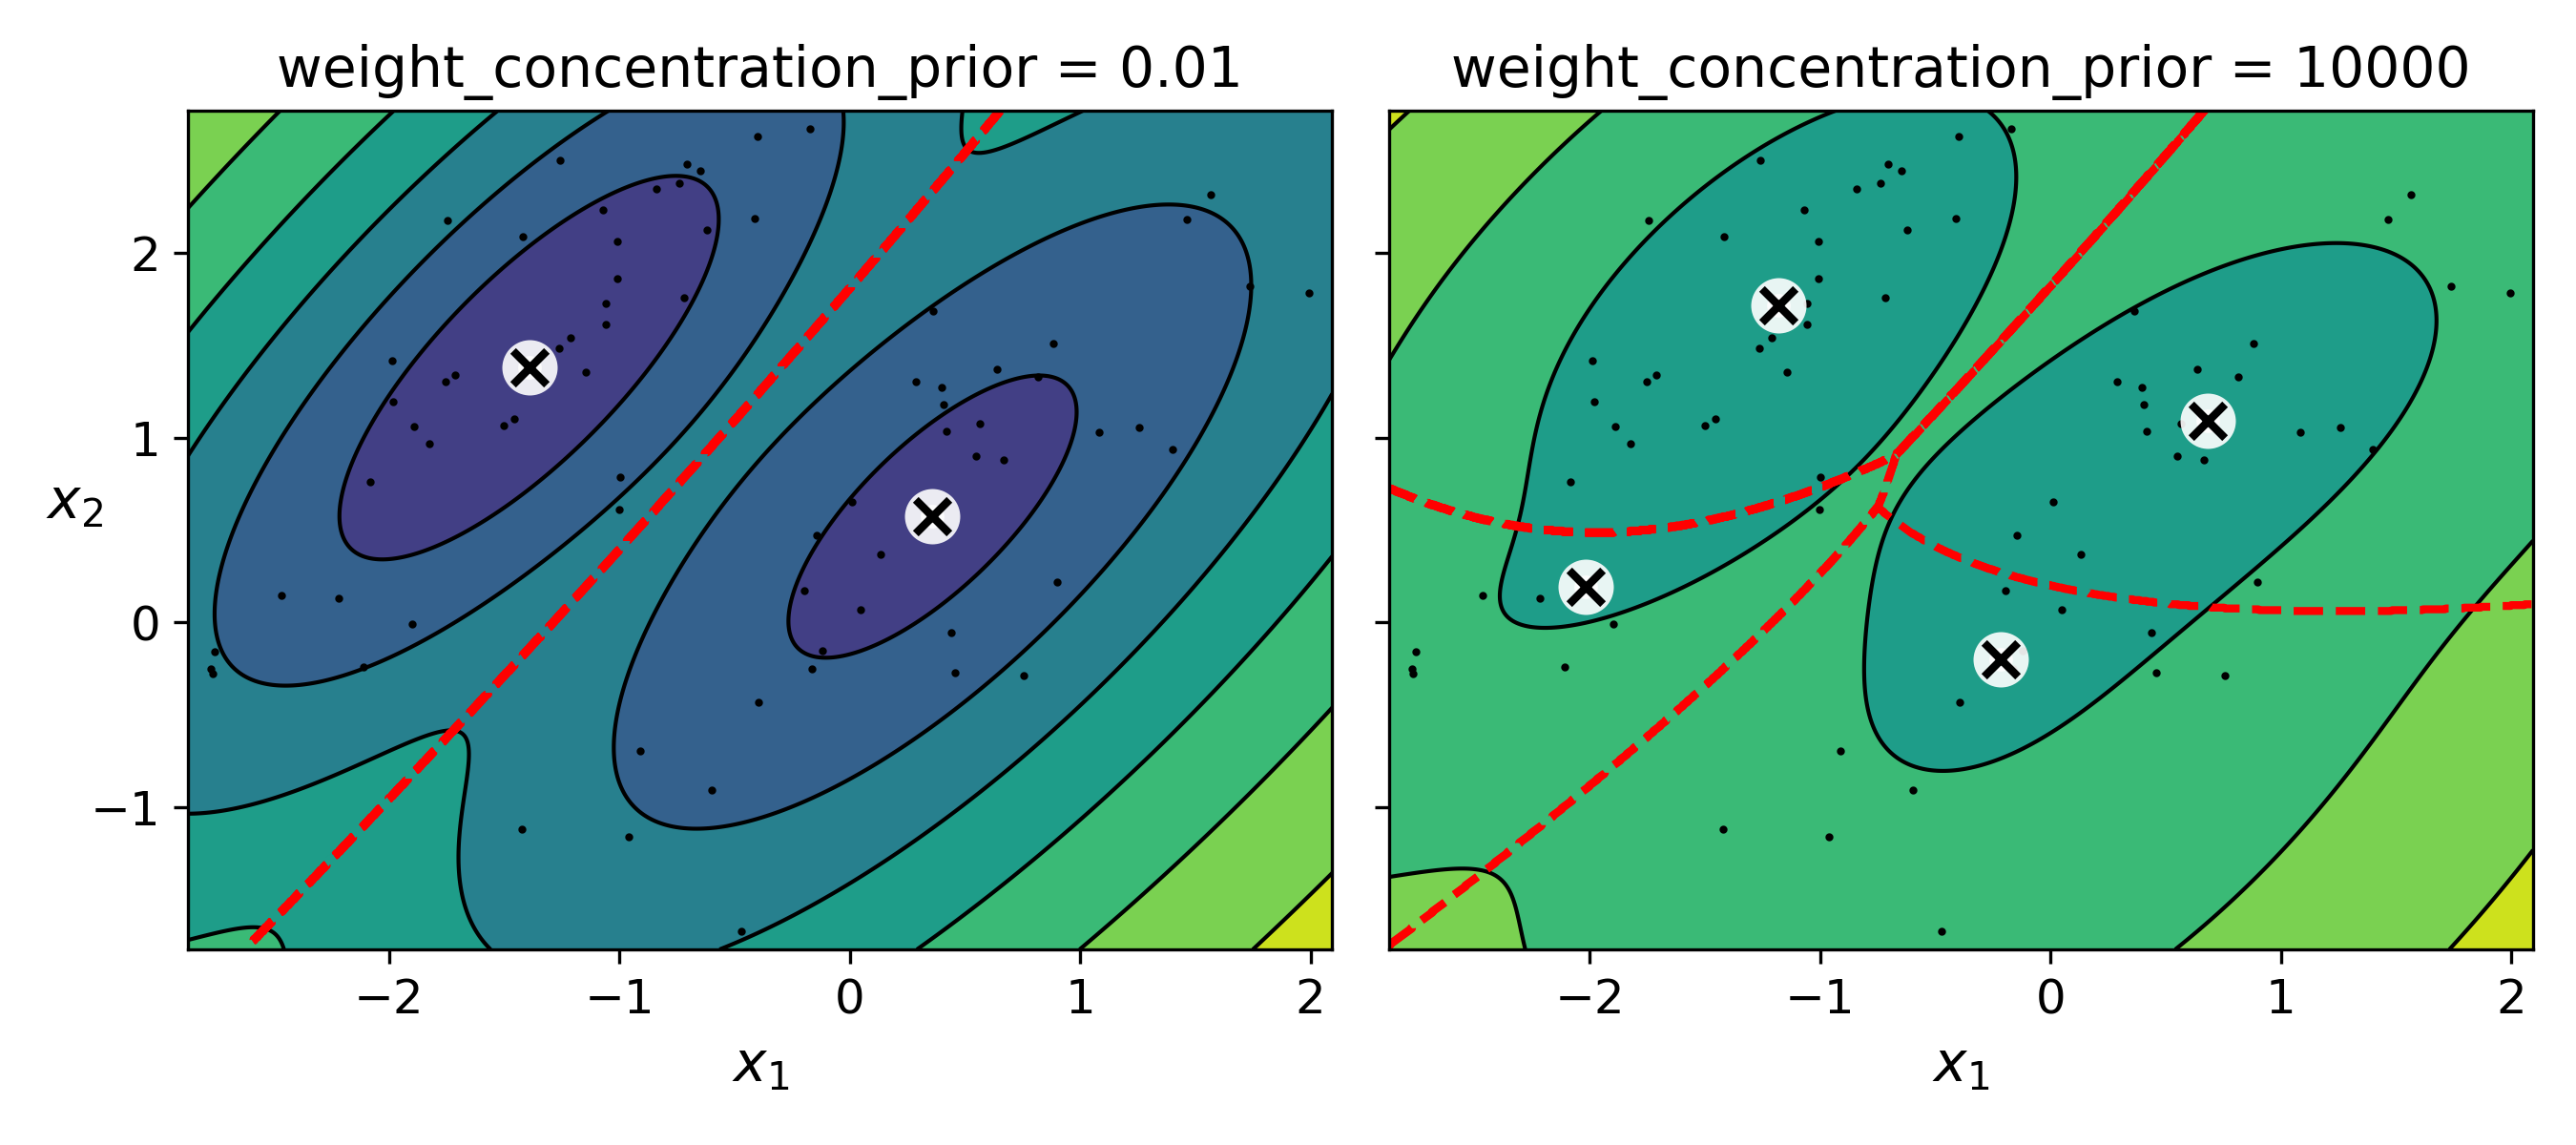 weight_concentration_prior = 0.01
weight_concentration_prior = 10000
2
1
0
−1
x₂
−2 −1 0 1 2
−2 −1 0 1 2
x₁
x₁